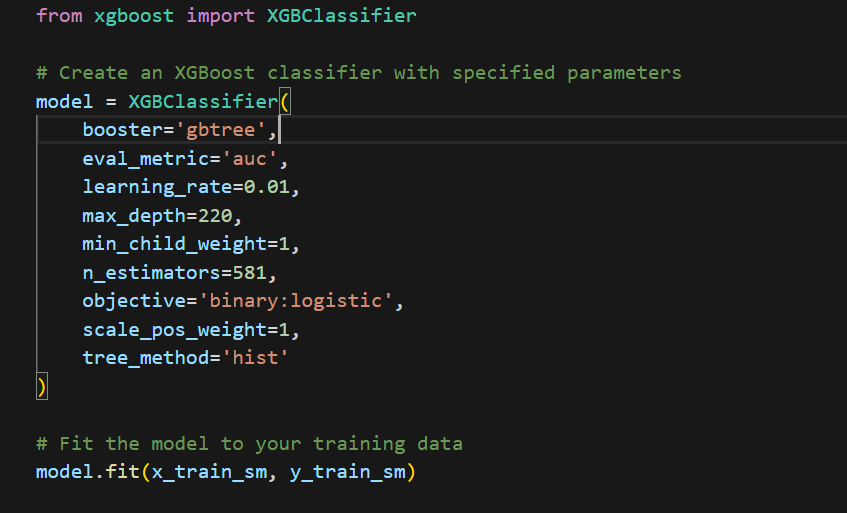 from xgboost import XGBClassifier
# Create an XGBoost classifier with specified parameters
model = XGBClassifier(
    booster='gbtree',
    eval_metric='auc',
    learning_rate=0.01,
    max_depth=220,
    min_child_weight=1,
    n_estimators=581,
    objective='binary:logistic',
    scale_pos_weight=1,
    tree_method='hist'
)
# Fit the model to your training data
model.fit(x_train_sm, y_train_sm)